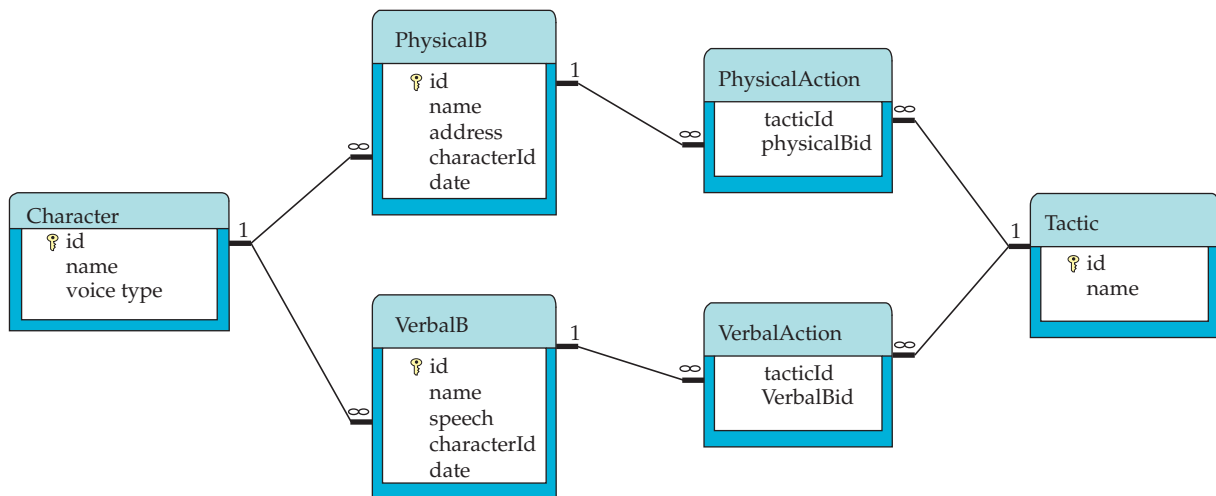 Character
id
name
voice type
1
∞
∞
PhysicalB
id
name
address
characterId
date
1
∞
VerbalB
id
name
speech
characterId
date
1
∞
PhysicalAction
tacticId
physicalBid
∞
VerbalAction
tacticId
VerbalBid
∞
1
Tactic
id
name